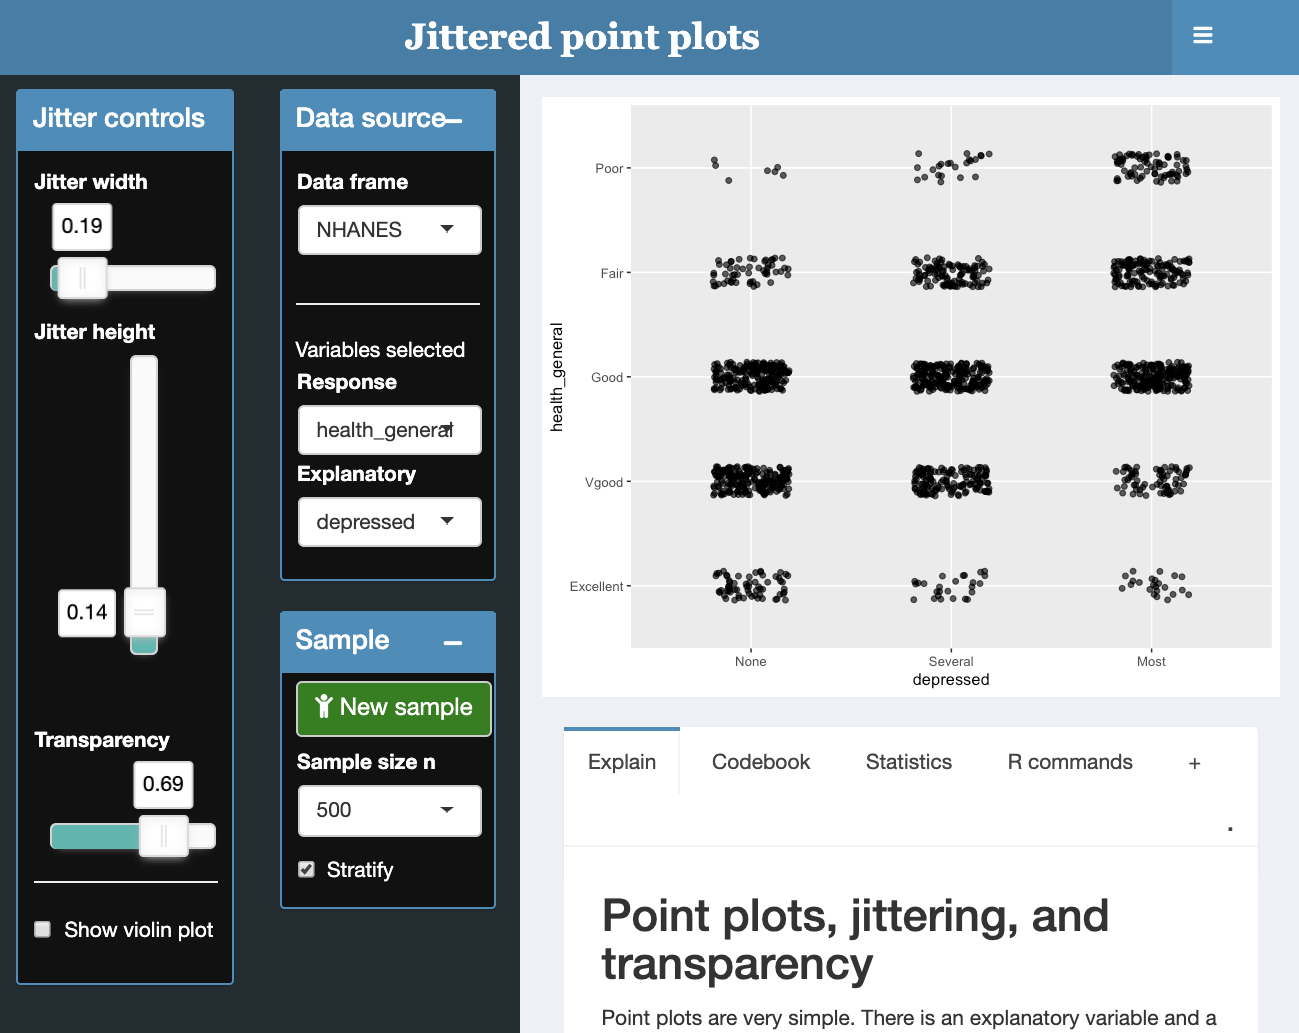 Jittered point plots
Jitter controls
Jitter width
0.19
Jitter height
0.14
Transparency
0.69
Show violin plot
Data source
Data frame
NHANES
Variables selected
Response
health_general
Explanatory
depressed
Sample
New sample
Sample size n
500
Stratify
health_general
Poor
Fair
Good
Vgood
Excellent
None Several Most
depressed
Explain Codebook Statistics R commands +
.
Point plots, jittering, and
transparency
Point plots are very simple. There is an explanatory variable and a